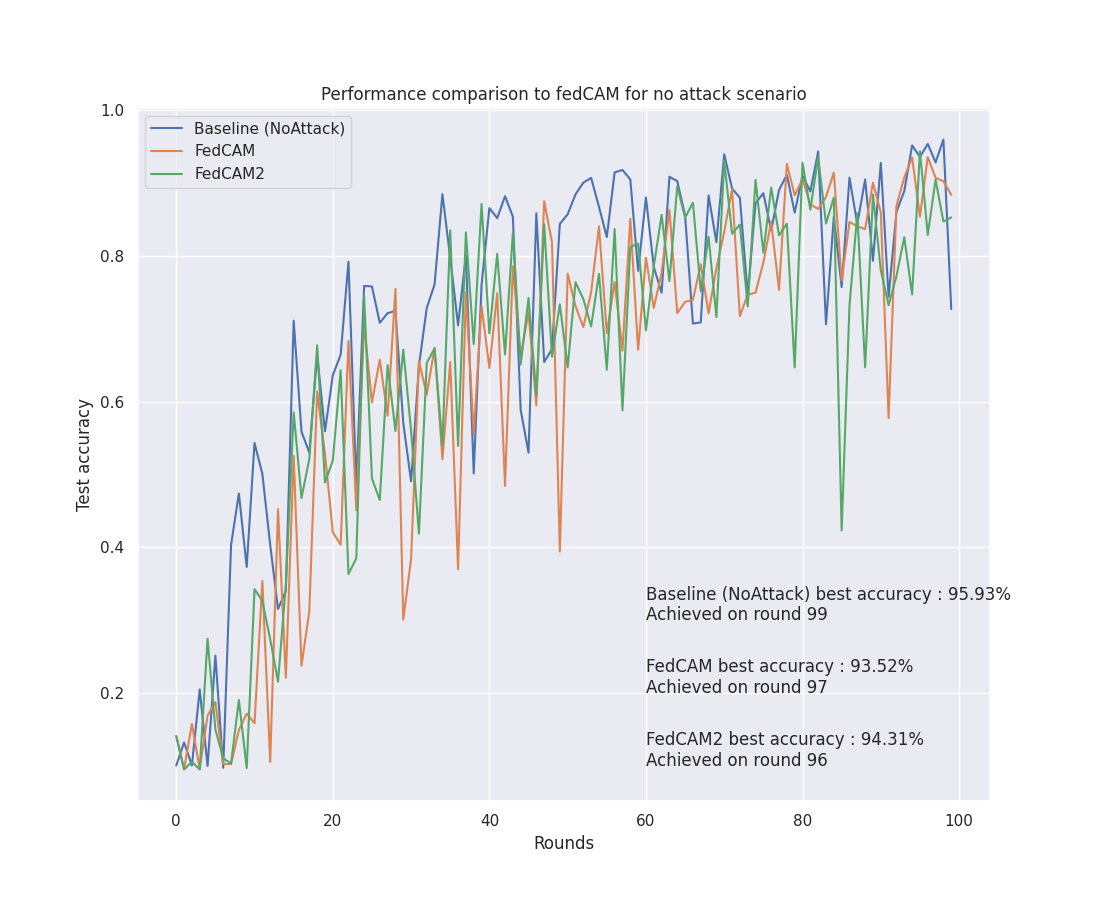 Performance comparison to fedCAM for no attack scenario
1.0
0.8
0.6
0.4
0.2
Test accuracy
Baseline (NoAttack)
FedCAM
FedCAM2
Baseline (NoAttack) best accuracy : 95.93%
Achieved on round 99
FedCAM best accuracy : 93.52%
Achieved on round 97
FedCAM2 best accuracy : 94.31%
Achieved on round 96
0 20 40 60 80 100
Rounds